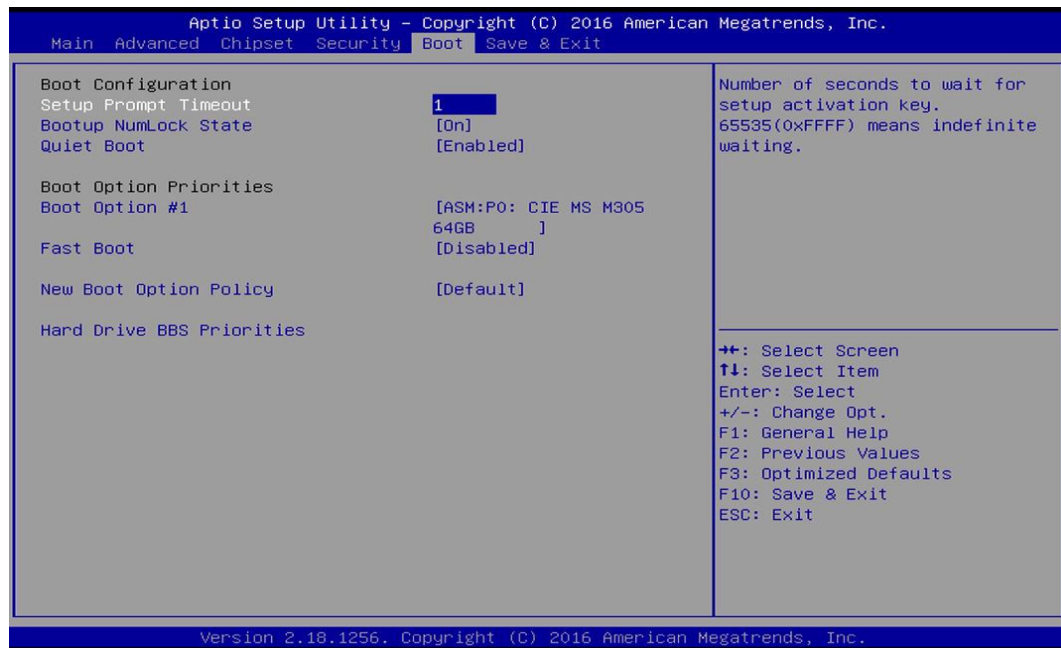 Aptio Setup Utility – Copyright (C) 2016 American Megatrends, Inc.
Main Advanced Chipset Security Boot Save & Exit
Boot Configuration
Setup Prompt Timeout 1
Bootup NumLock State [On]
Quiet Boot [Enabled]
Boot Option Priorities
Boot Option #1 [ASM:P0: CIE MS M305
64GB ]
Fast Boot [Disabled]
New Boot Option Policy [Default]
Hard Drive BBS Priorities
Number of seconds to wait for
setup activation key.
65535(0xFFFF) means indefinite
waiting.
→←: Select Screen
↑↓: Select Item
Enter: Select
+/-: Change Opt.
F1: General Help
F2: Previous Values
F3: Optimized Defaults
F10: Save & Exit
ESC: Exit
Version 2.18.1256. Copyright (C) 2016 American Megatrends, Inc.